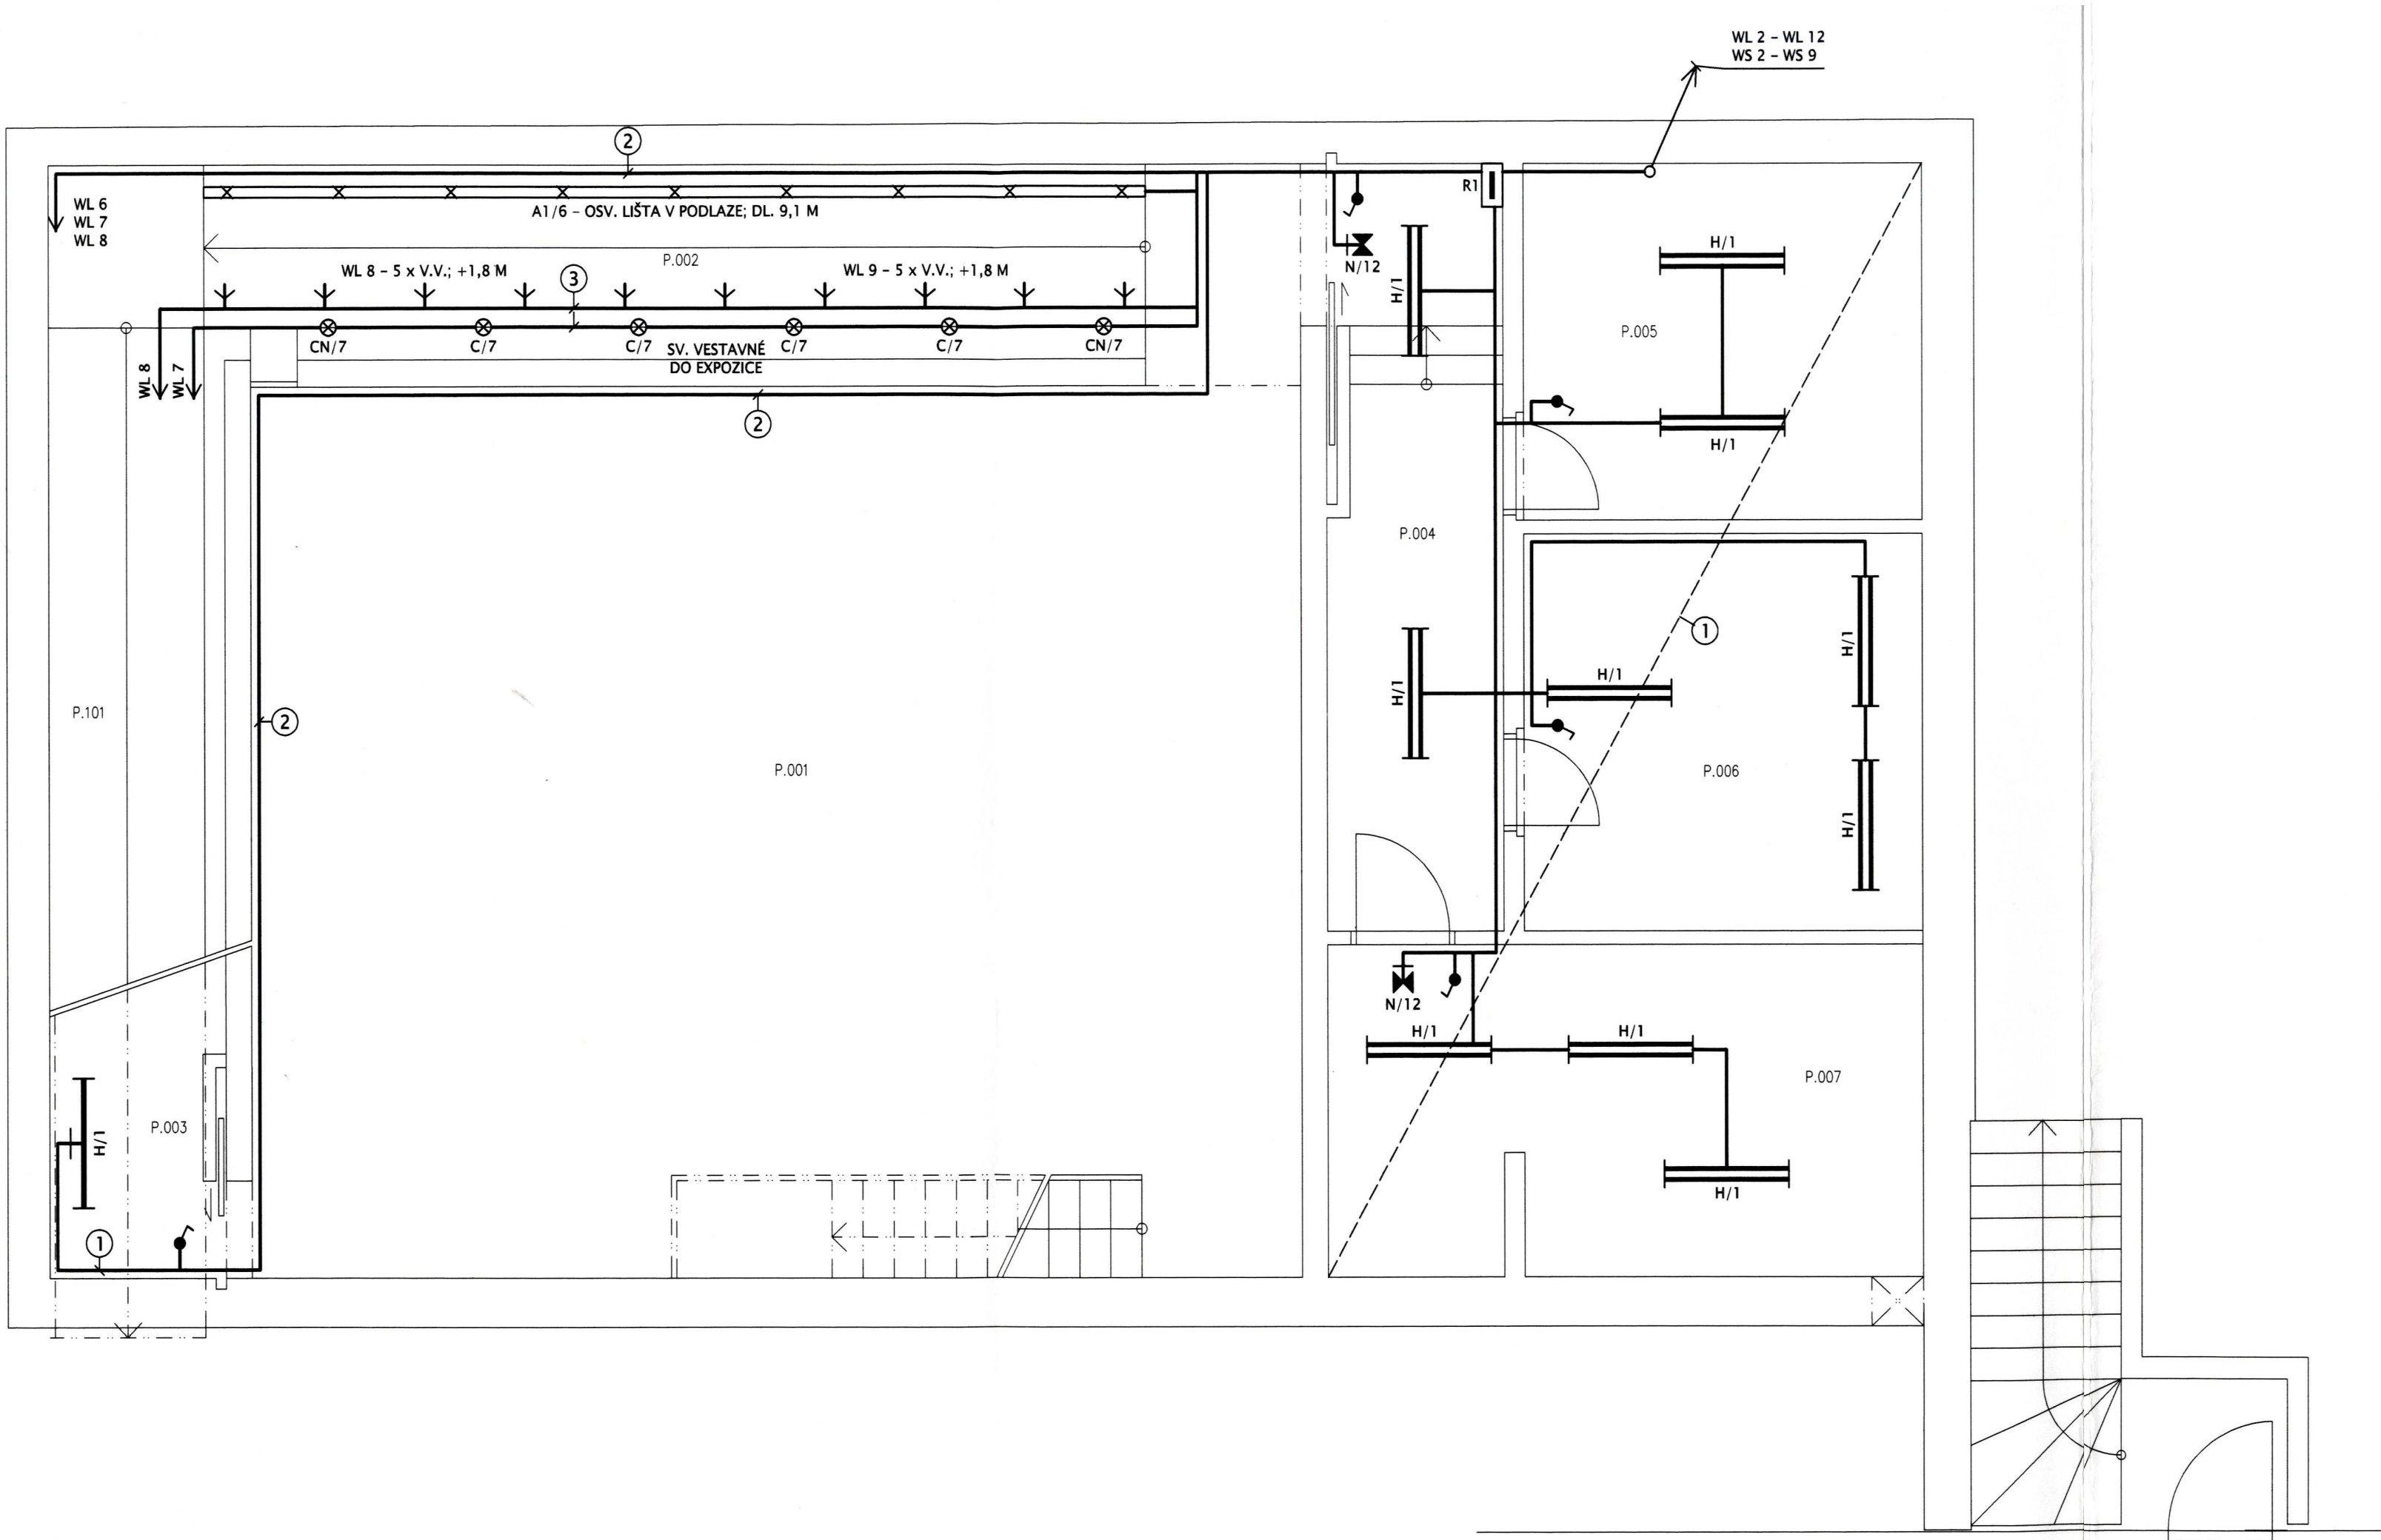 WL 2 – WL 12
WS 2 – WS 9
2
WL 6
WL 7
WL 8
A1/6 – OSV. LIŠTA V PODLAZE; DL. 9,1 M
R1
N/12
H/1
H/1
P.002
WL 8 – 5 x V.V.; +1,8 M
3
WL 9 – 5 x V.V.; +1,8 M
P.005
CN/7
C/7
C/7
C/7
C/7
CN/7
SV. VESTAVNÉ
DO EXPOZICE
WL 8
WL 7
2
H/1
P.004
1
H/1
H/1
H/1
P.101
2
P.001
P.006
H/1
N/12
H/1
H/1
P.007
P.003
H/1
H/1
1